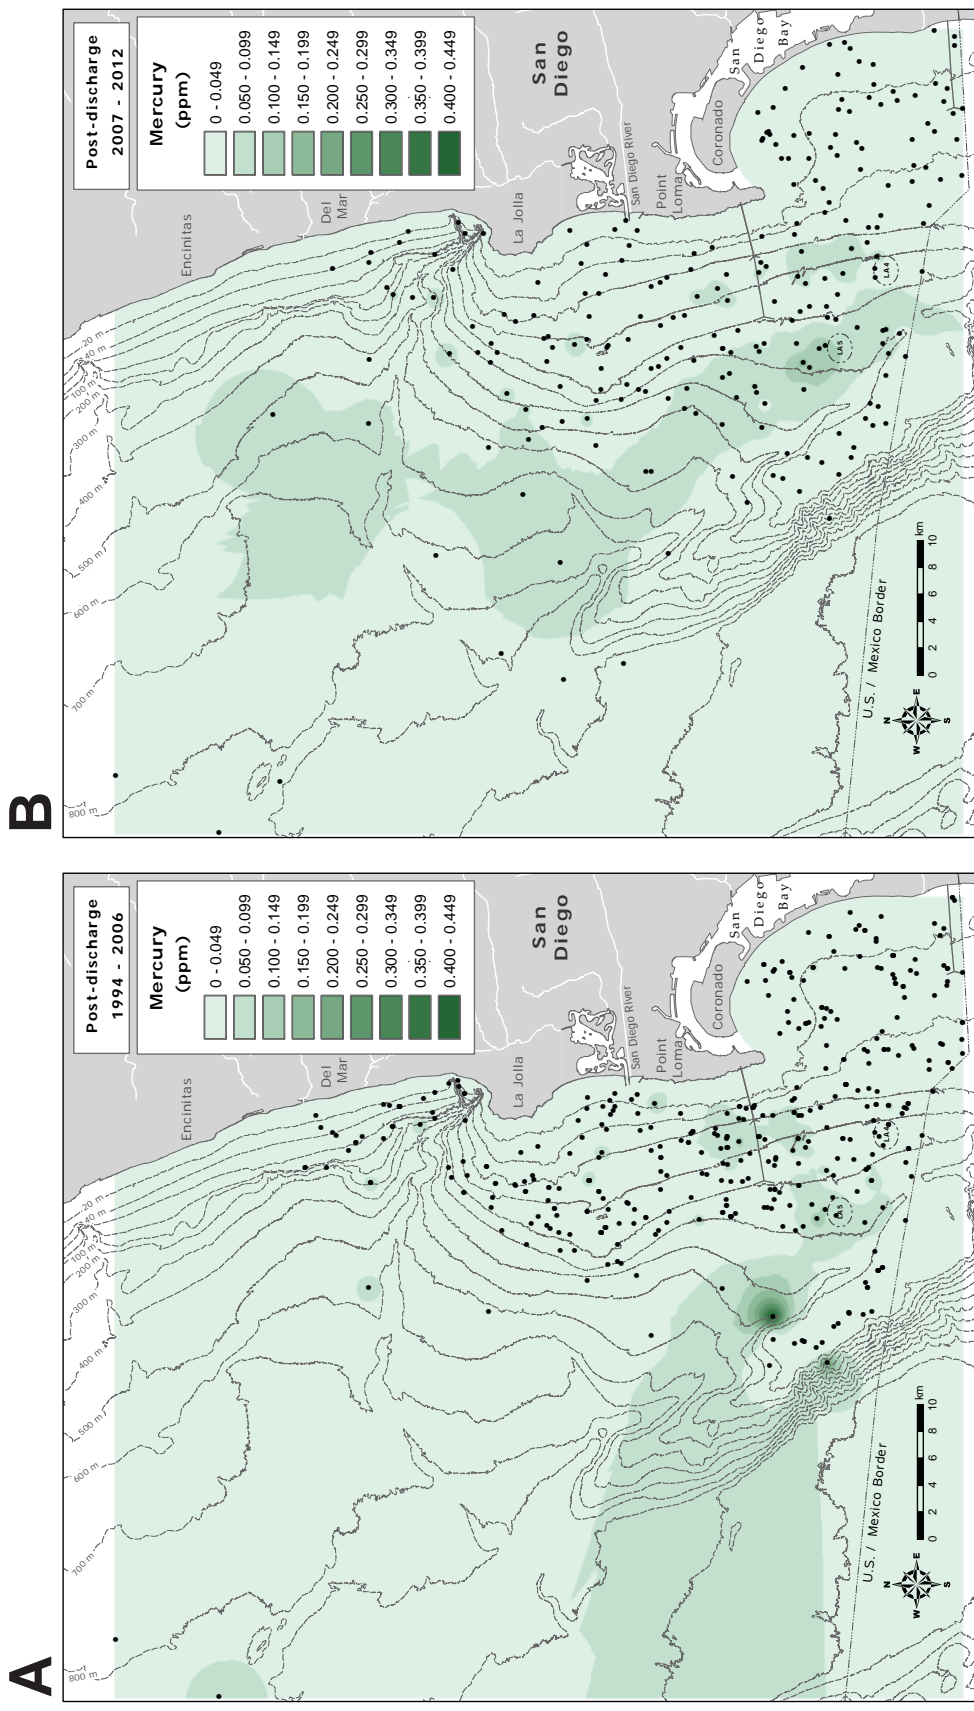 A
Post-discharge
1994 - 2006
Mercury
(ppm)
0 - 0.049
0.050 - 0.099
0.100 - 0.149
0.150 - 0.199
0.200 - 0.249
0.250 - 0.299
0.300 - 0.349
0.350 - 0.399
0.400 - 0.449
Encinitas
Del
Mar
La Jolla
San
Diego
San Diego River
Point
Loma
Coronado
San
Diego
Bay
20 m
40 m
100 m
200 m
300 m
400 m
500 m
600 m
700 m
800 m
LA5
LA4
U.S. / Mexico Border
N
W
E
S
0 2 4 6 8 10
km
B
Post-discharge
2007 - 2012
Mercury
(ppm)
0 - 0.049
0.050 - 0.099
0.100 - 0.149
0.150 - 0.199
0.200 - 0.249
0.250 - 0.299
0.300 - 0.349
0.350 - 0.399
0.400 - 0.449
Encinitas
Del
Mar
La Jolla
San
Diego
San Diego River
Point
Loma
Coronado
San
Diego
Bay
20 m
40 m
100 m
200 m
300 m
400 m
500 m
600 m
700 m
800 m
LA5
LA4
U.S. / Mexico Border
N
W
E
S
0 2 4 6 8 10
km